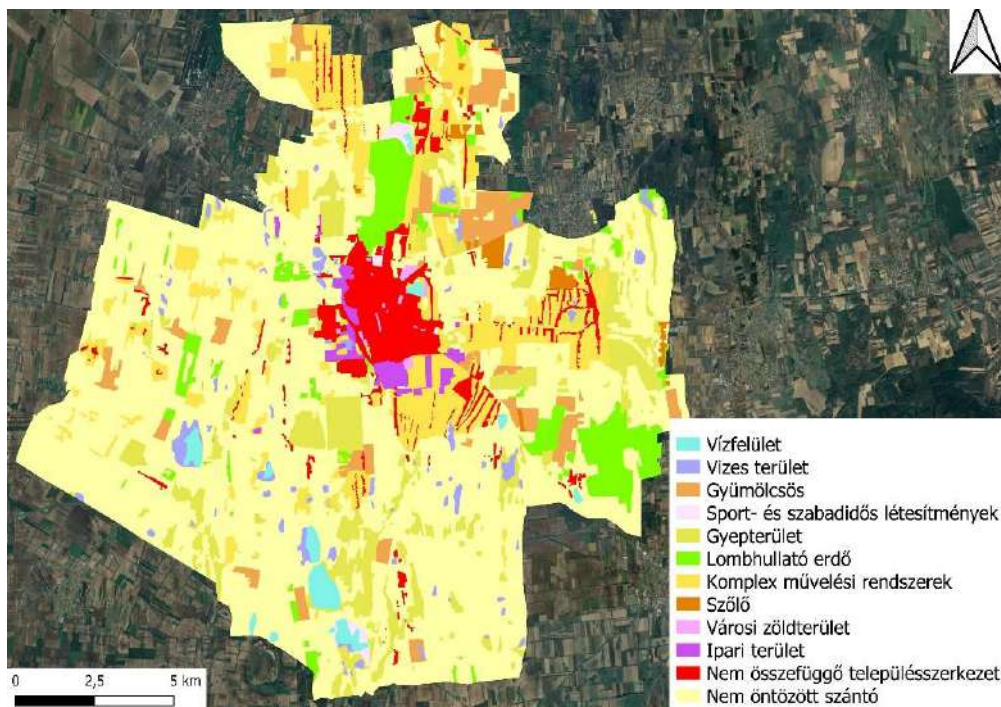 Vízfelület
Vizes terület
Gyümölcsös
Sport- és szabadidős létesítmények
Gyepterület
Lombhullató erdő
Komplex művelési rendszerek
Szőlő
Városi zöldterület
Ipari terület
Nem összefüggő településszerkezet
Nem öntözött szántó
0 2,5 5 km